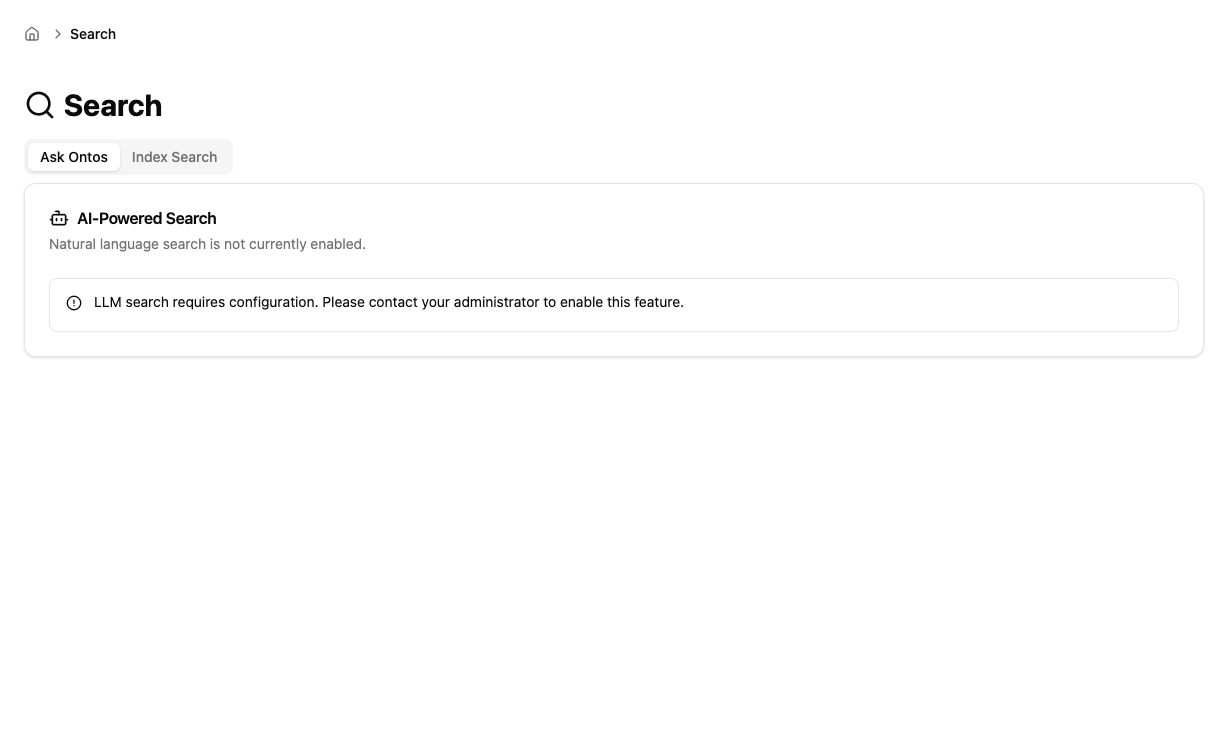 Search
Search
Ask Ontos Index Search
AI-Powered Search
Natural language search is not currently enabled.
LLM search requires configuration. Please contact your administrator to enable this feature.